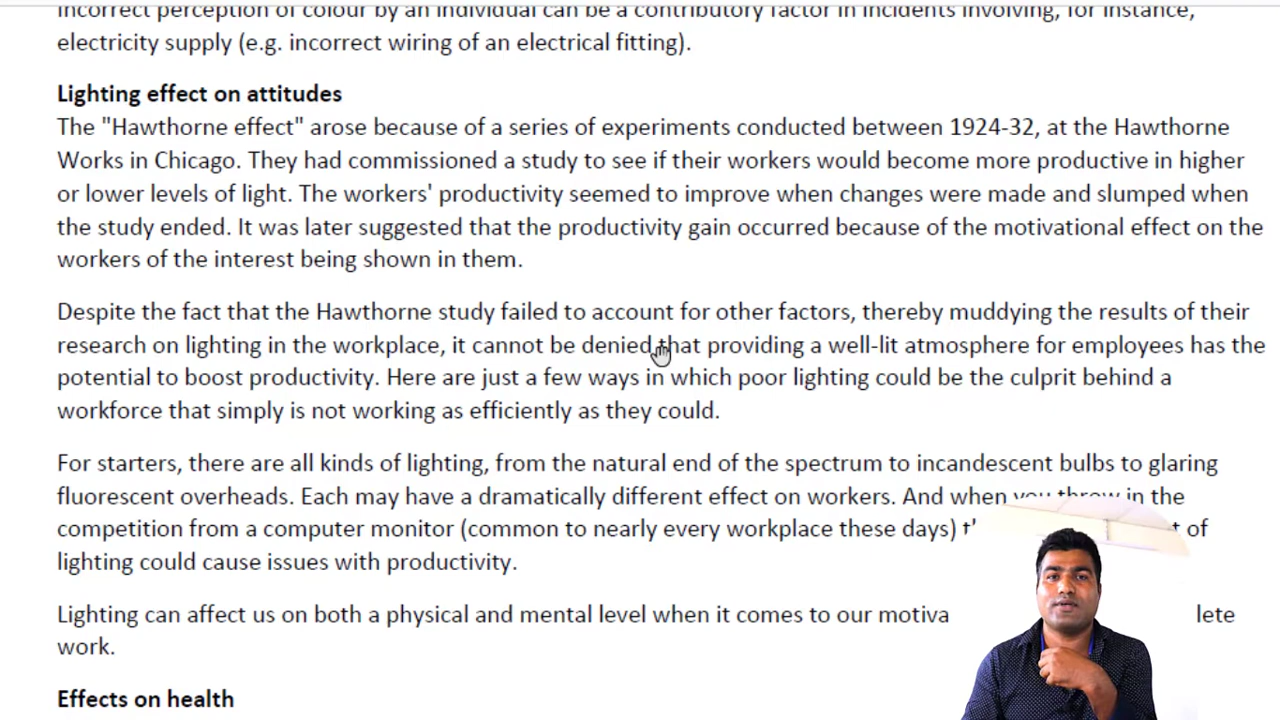 Incorrect perception of colour by an individual can be a contributory factor in incidents involving, for instance,
electricity supply (e.g. incorrect wiring of an electrical fitting).
Lighting effect on attitudes
The "Hawthorne effect" arose because of a series of experiments conducted between 1924-32, at the Hawthorne
Works in Chicago. They had commissioned a study to see if their workers would become more productive in higher
or lower levels of light. The workers' productivity seemed to improve when changes were made and slumped when
the study ended. It was later suggested that the productivity gain occurred because of the motivational effect on the
workers of the interest being shown in them.
Despite the fact that the Hawthorne study failed to account for other factors, thereby muddying the results of their
research on lighting in the workplace, it cannot be denied that providing a well-lit atmosphere for employees has the
potential to boost productivity. Here are just a few ways in which poor lighting could be the culprit behind a
workforce that simply is not working as efficiently as they could.
For starters, there are all kinds of lighting, from the natural end of the spectrum to incandescent bulbs to glaring
fluorescent overheads. Each may have a dramatically different effect on workers. And when you throw in the
competition from a computer monitor (common to nearly every workplace these days) of
lighting could cause issues with productivity.
Lighting can affect us on both a physical and mental level when it comes to our motiva lete
work.
Effects on health